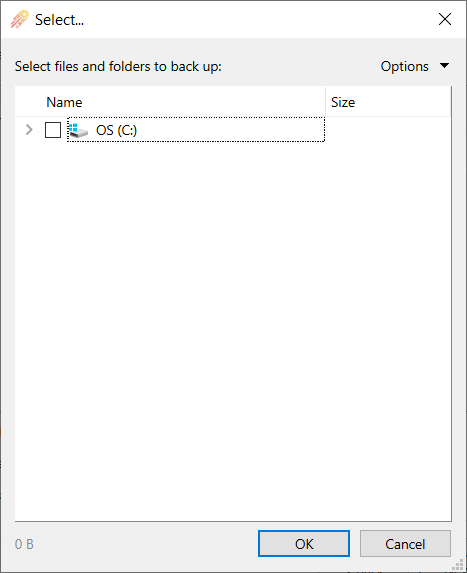 Select...
Select files and folders to back up:
Options
Name
Size
OS (C:)
0 B
OK
Cancel